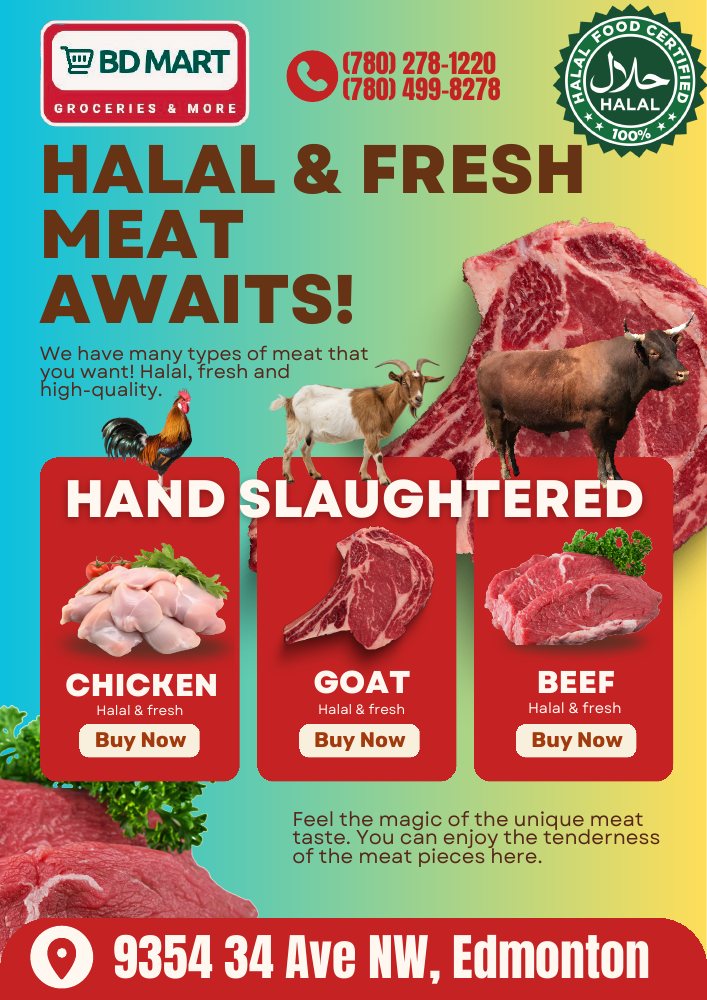 BD MART
GROCERIES & MORE
(780) 278-1220
(780) 499-8278
HALAL FOOD CERTIFIED
حلال
HALAL
100%
HALAL & FRESH
MEAT
AWAITS!
We have many types of meat that
you want! Halal, fresh and
high-quality.
HAND SLAUGHTERED
CHICKEN
Halal & fresh
Buy Now
GOAT
Halal & fresh
Buy Now
BEEF
Halal & fresh
Buy Now
Feel the magic of the unique meat
taste. You can enjoy the tenderness
of the meat pieces here.
9354 34 Ave NW, Edmonton